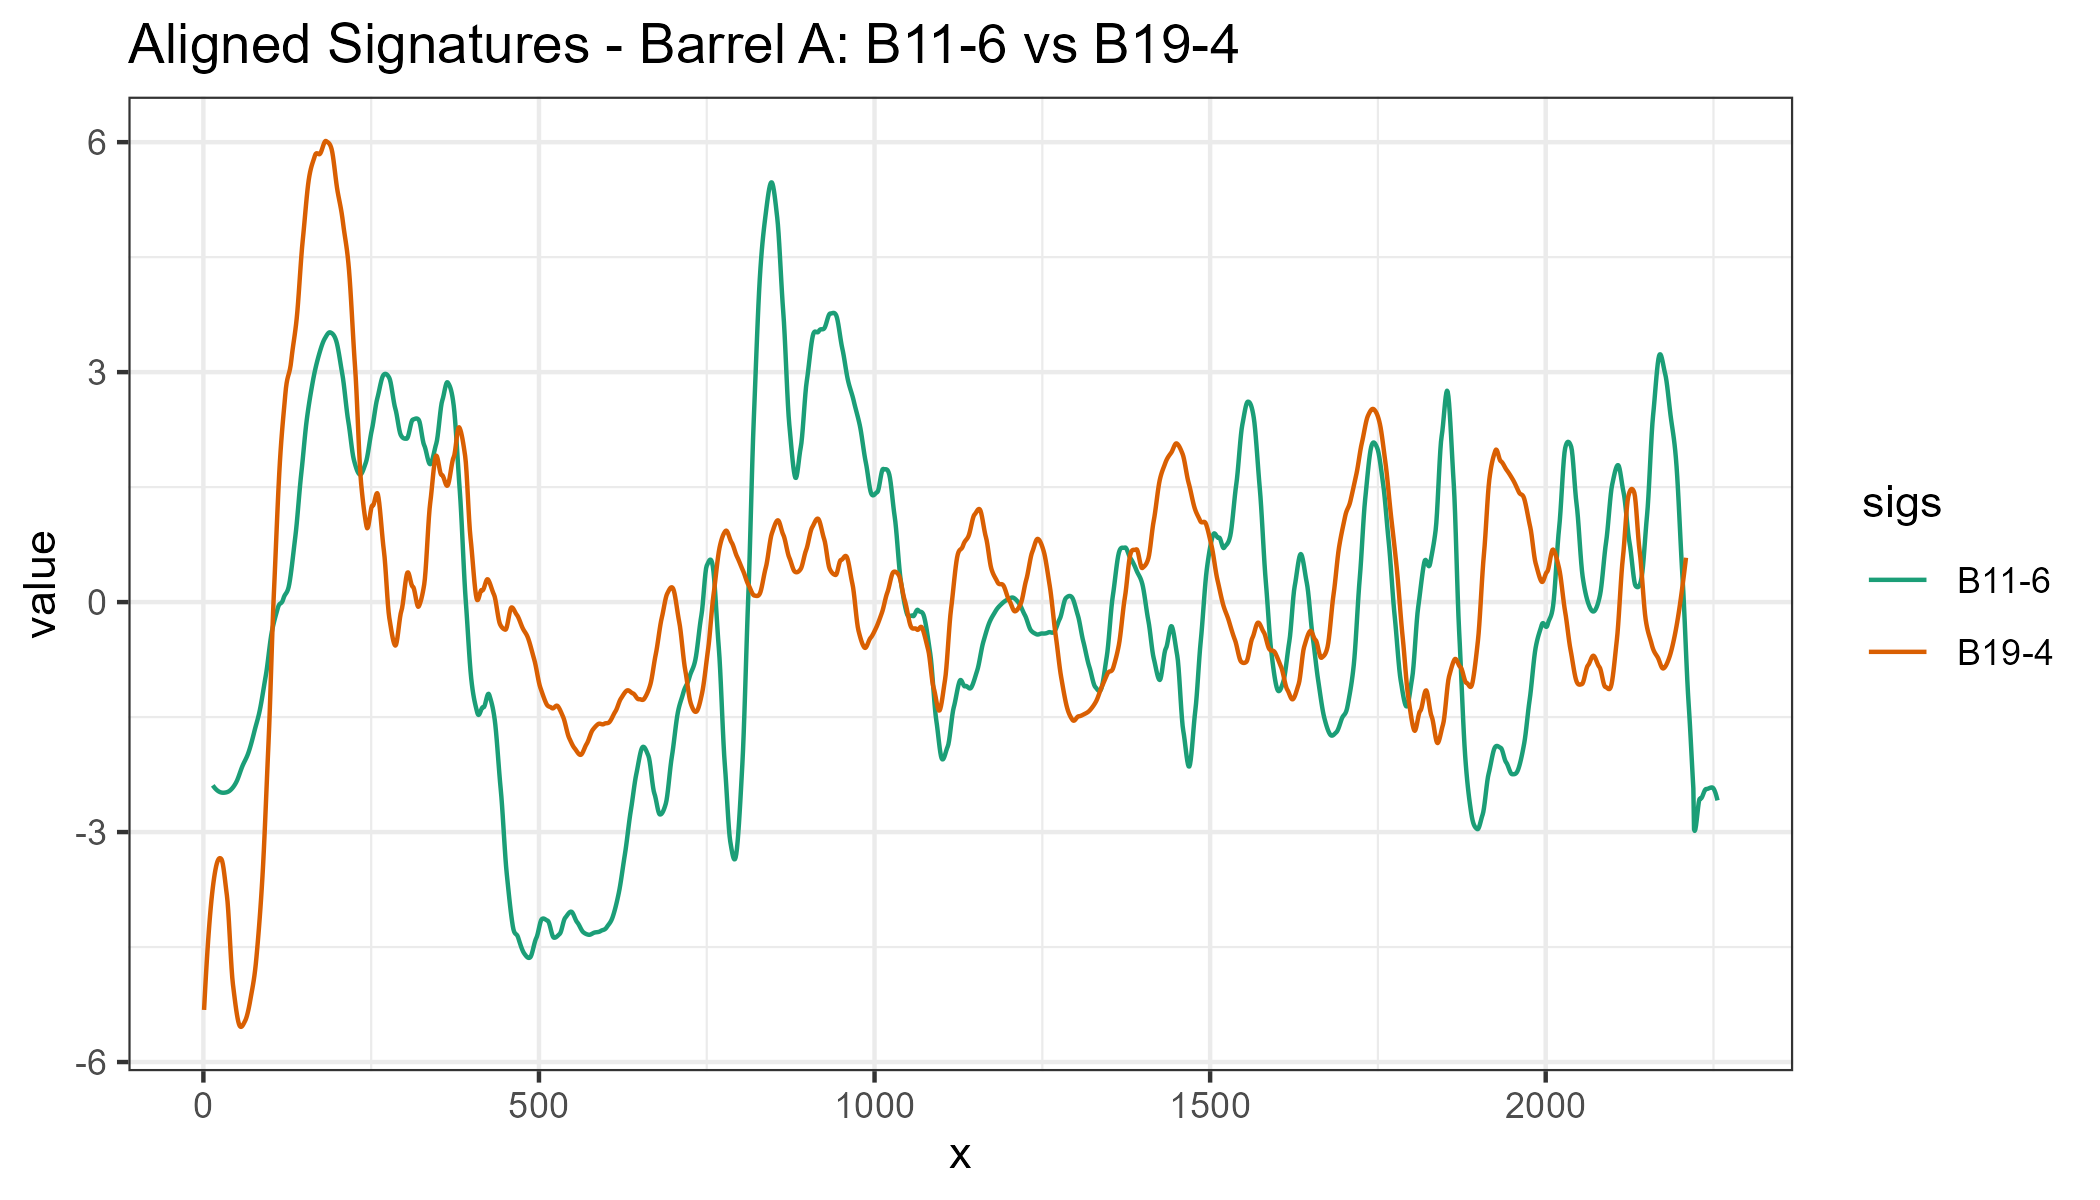 Aligned Signatures - Barrel A: B11-6 vs B19-4
value
6
3
0
-3
-6
0 500 1000 1500 2000
x
sigs
B11-6
B19-4